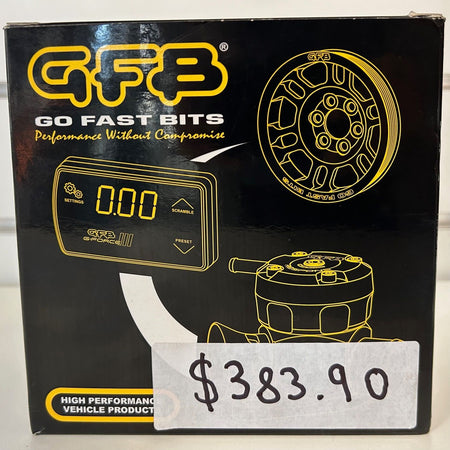 GFB®
GO FAST BITS
Performance Without Compromise
GFB
GO FAST BITS
SETTINGS
0.00
SCRAMBLE
GFB
G-FORCE III
PRESET
$383.90
HIGH PERFORMANC
VEHICLE PRODUCT